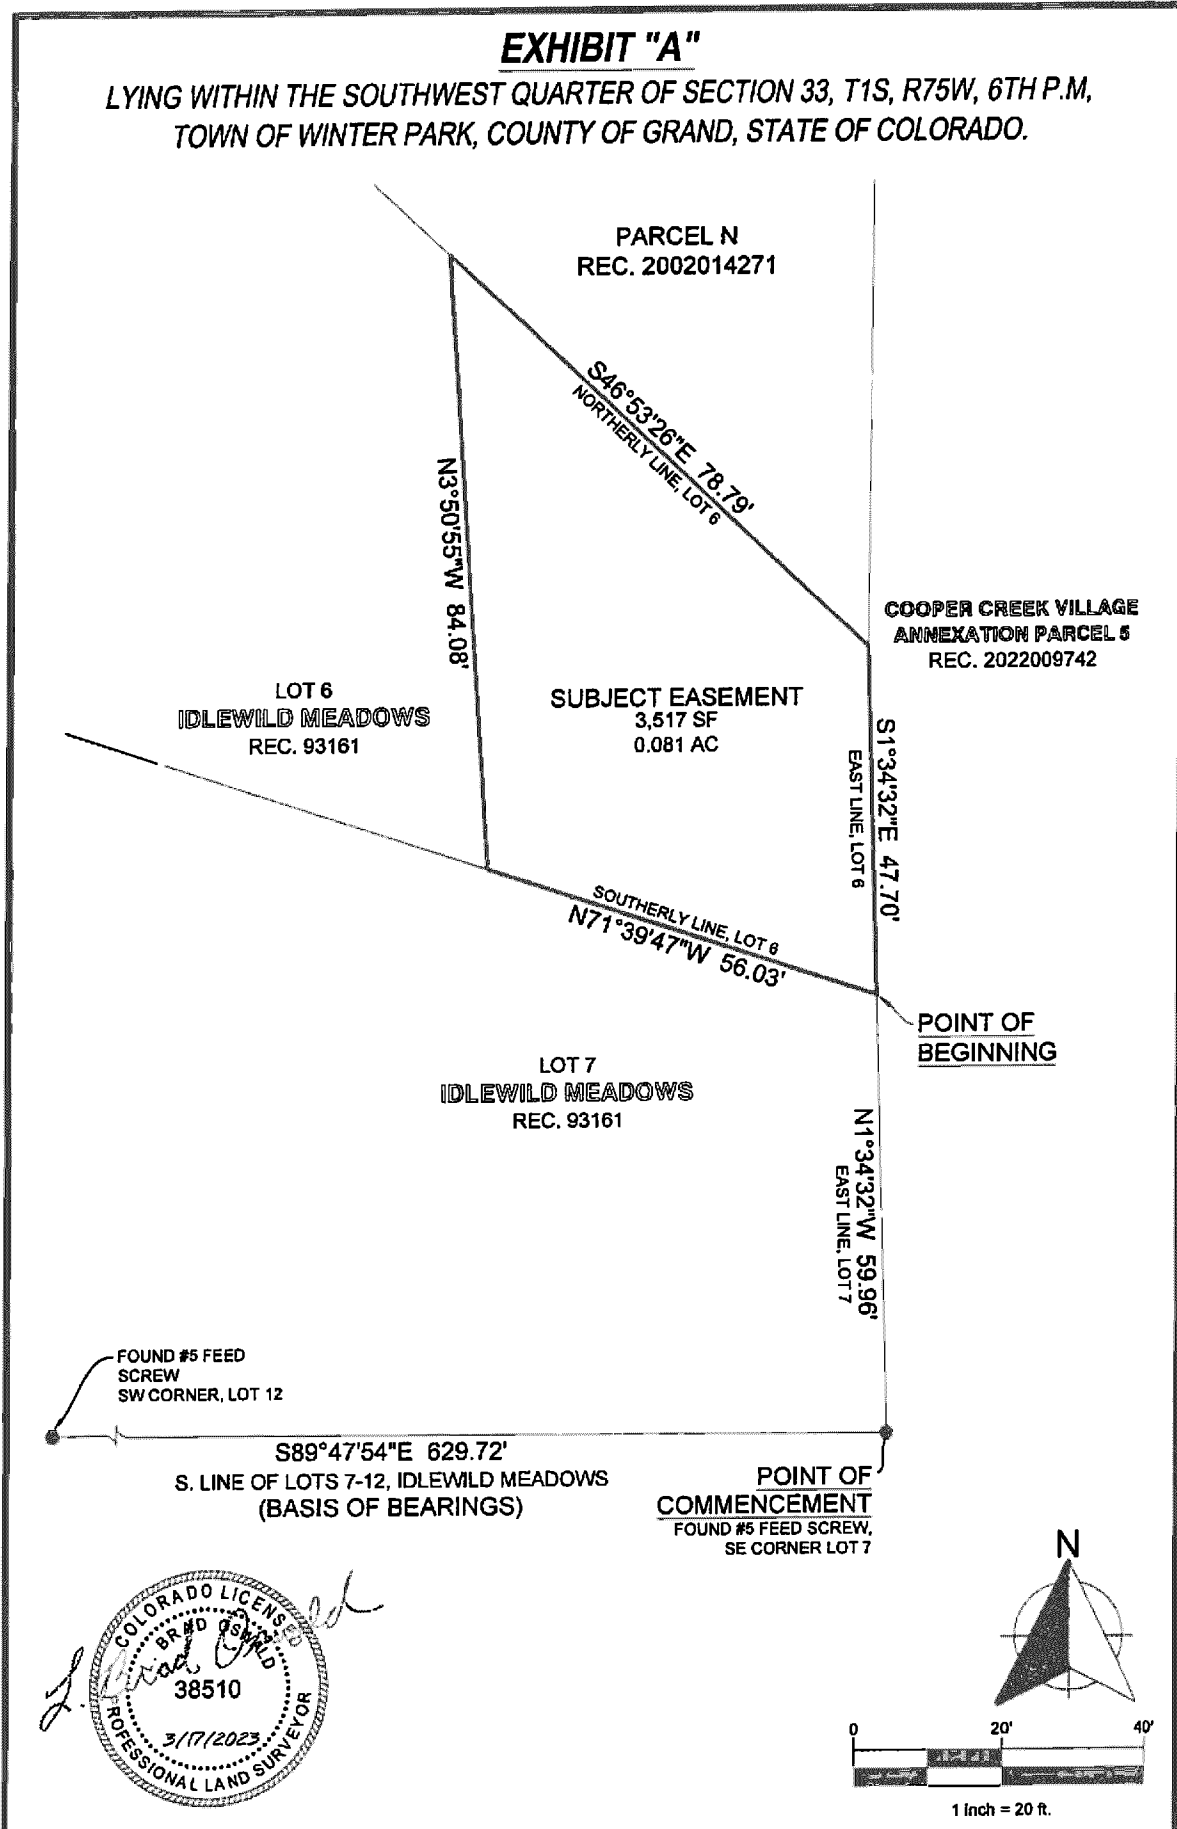 EXHIBIT "A"
LYING WITHIN THE SOUTHWEST QUARTER OF SECTION 33, T1S, R75W, 6TH P.M,
TOWN OF WINTER PARK, COUNTY OF GRAND, STATE OF COLORADO.
PARCEL N
REC. 2002014271
S46°53'26"E 78.79'
NORTHERLY LINE, LOT 6
N3°50'55"W 84.08'
COOPER CREEK VILLAGE
ANNEXATION PARCEL 5
REC. 2022009742
LOT 6
IDLEWILD MEADOWS
REC. 93161
SUBJECT EASEMENT
3,517 SF
0.081 AC
S1°34'32"E 47.70'
EAST LINE, LOT 6
SOUTHERLY LINE, LOT 6
N71°39'47"W 56.03'
POINT OF
BEGINNING
LOT 7
IDLEWILD MEADOWS
REC. 93161
N1°34'32"W 59.96'
EAST LINE, LOT 7
FOUND #5 FEED
SCREW
SW CORNER, LOT 12
S89°47'54"E 629.72'
S. LINE OF LOTS 7-12, IDLEWILD MEADOWS
(BASIS OF BEARINGS)
POINT OF
COMMENCEMENT
FOUND #5 FEED SCREW,
SE CORNER LOT 7
COLORADO LICENSED
BRAD OSWALD
38510
3/17/2023
PROFESSIONAL LAND SURVEYOR
L. Brad Oswald
N
0 20' 40'
1 inch = 20 ft.